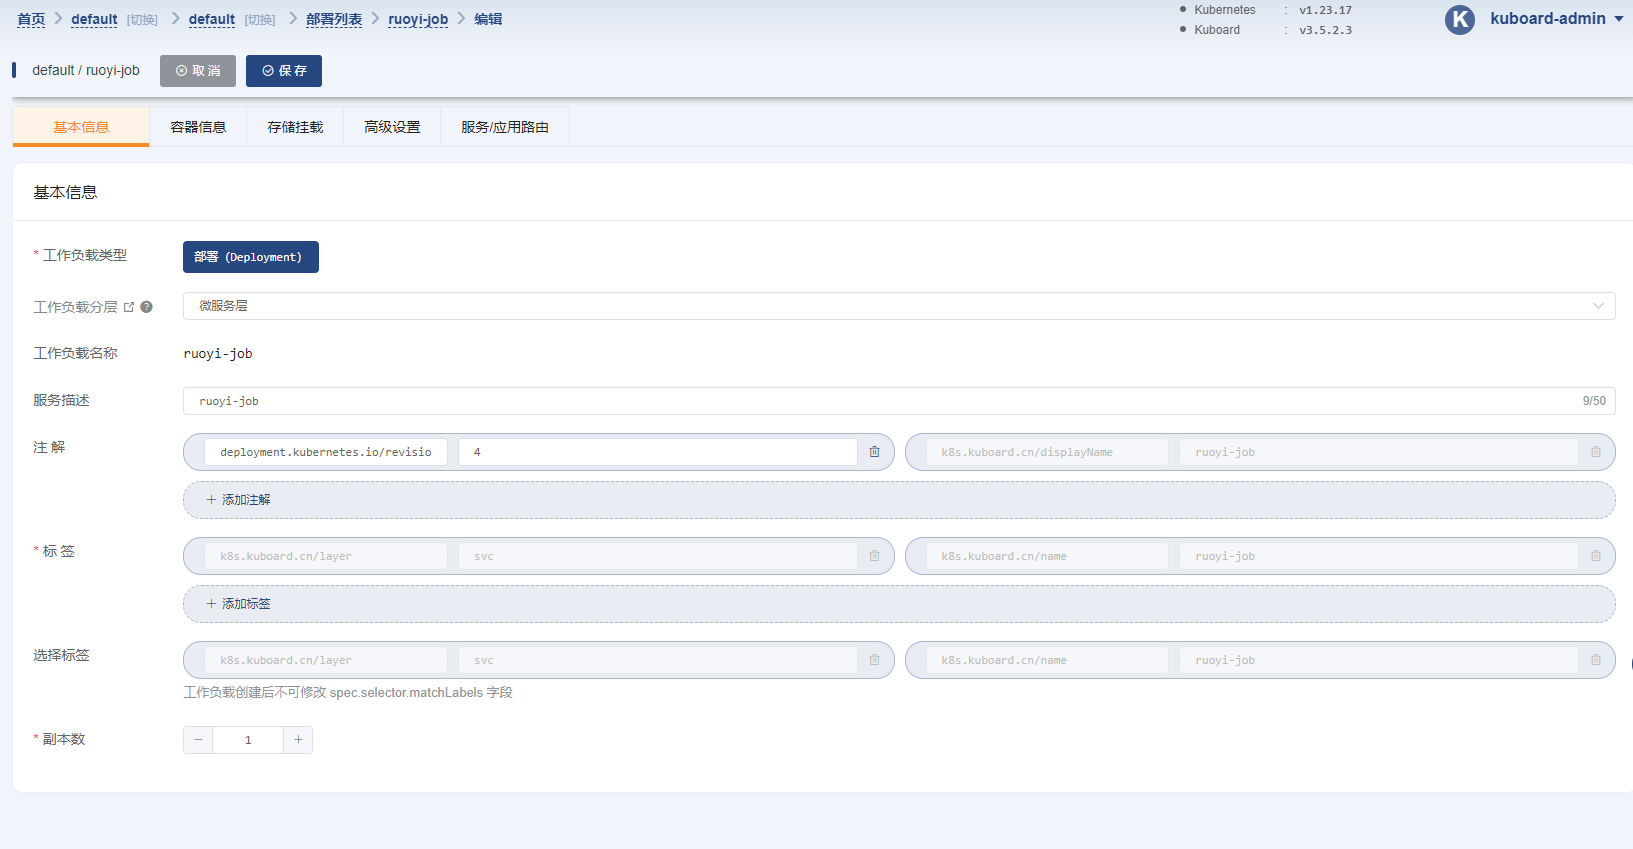 首页 > default [切换] > default [切换] > 部署列表 > ruoyi-job > 编辑
Kubernetes : v1.23.17
Kuboard : v3.5.2.3
K kuboard-admin
default / ruoyi-job 取 消 保 存
基本信息 容器信息 存储挂载 高级设置 服务/应用路由
基本信息
* 工作负载类型 部署 (Deployment)
工作负载分层 ? 微服务层
工作负载名称 ruoyi-job
服务描述 ruoyi-job 9/50
注 解 deployment.kubernetes.io/revisio 4 k8s.kuboard.cn/displayName ruoyi-job
+ 添加注解
* 标 签 k8s.kuboard.cn/layer svc k8s.kuboard.cn/name ruoyi-job
+ 添加标签
选择标签 k8s.kuboard.cn/layer svc k8s.kuboard.cn/name ruoyi-job
工作负载创建后不可修改 spec.selector.matchLabels 字段
* 副本数 − 1 +